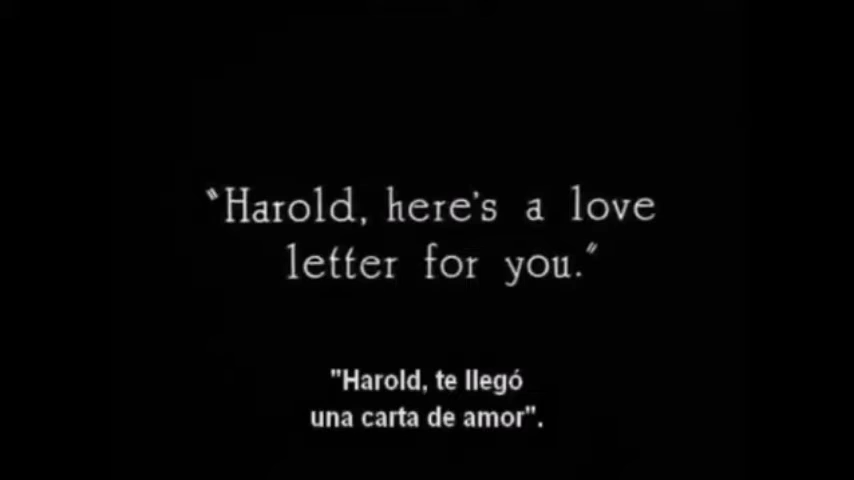 "Harold, here's a love
letter for you."
"Harold, te llegó
una carta de amor".